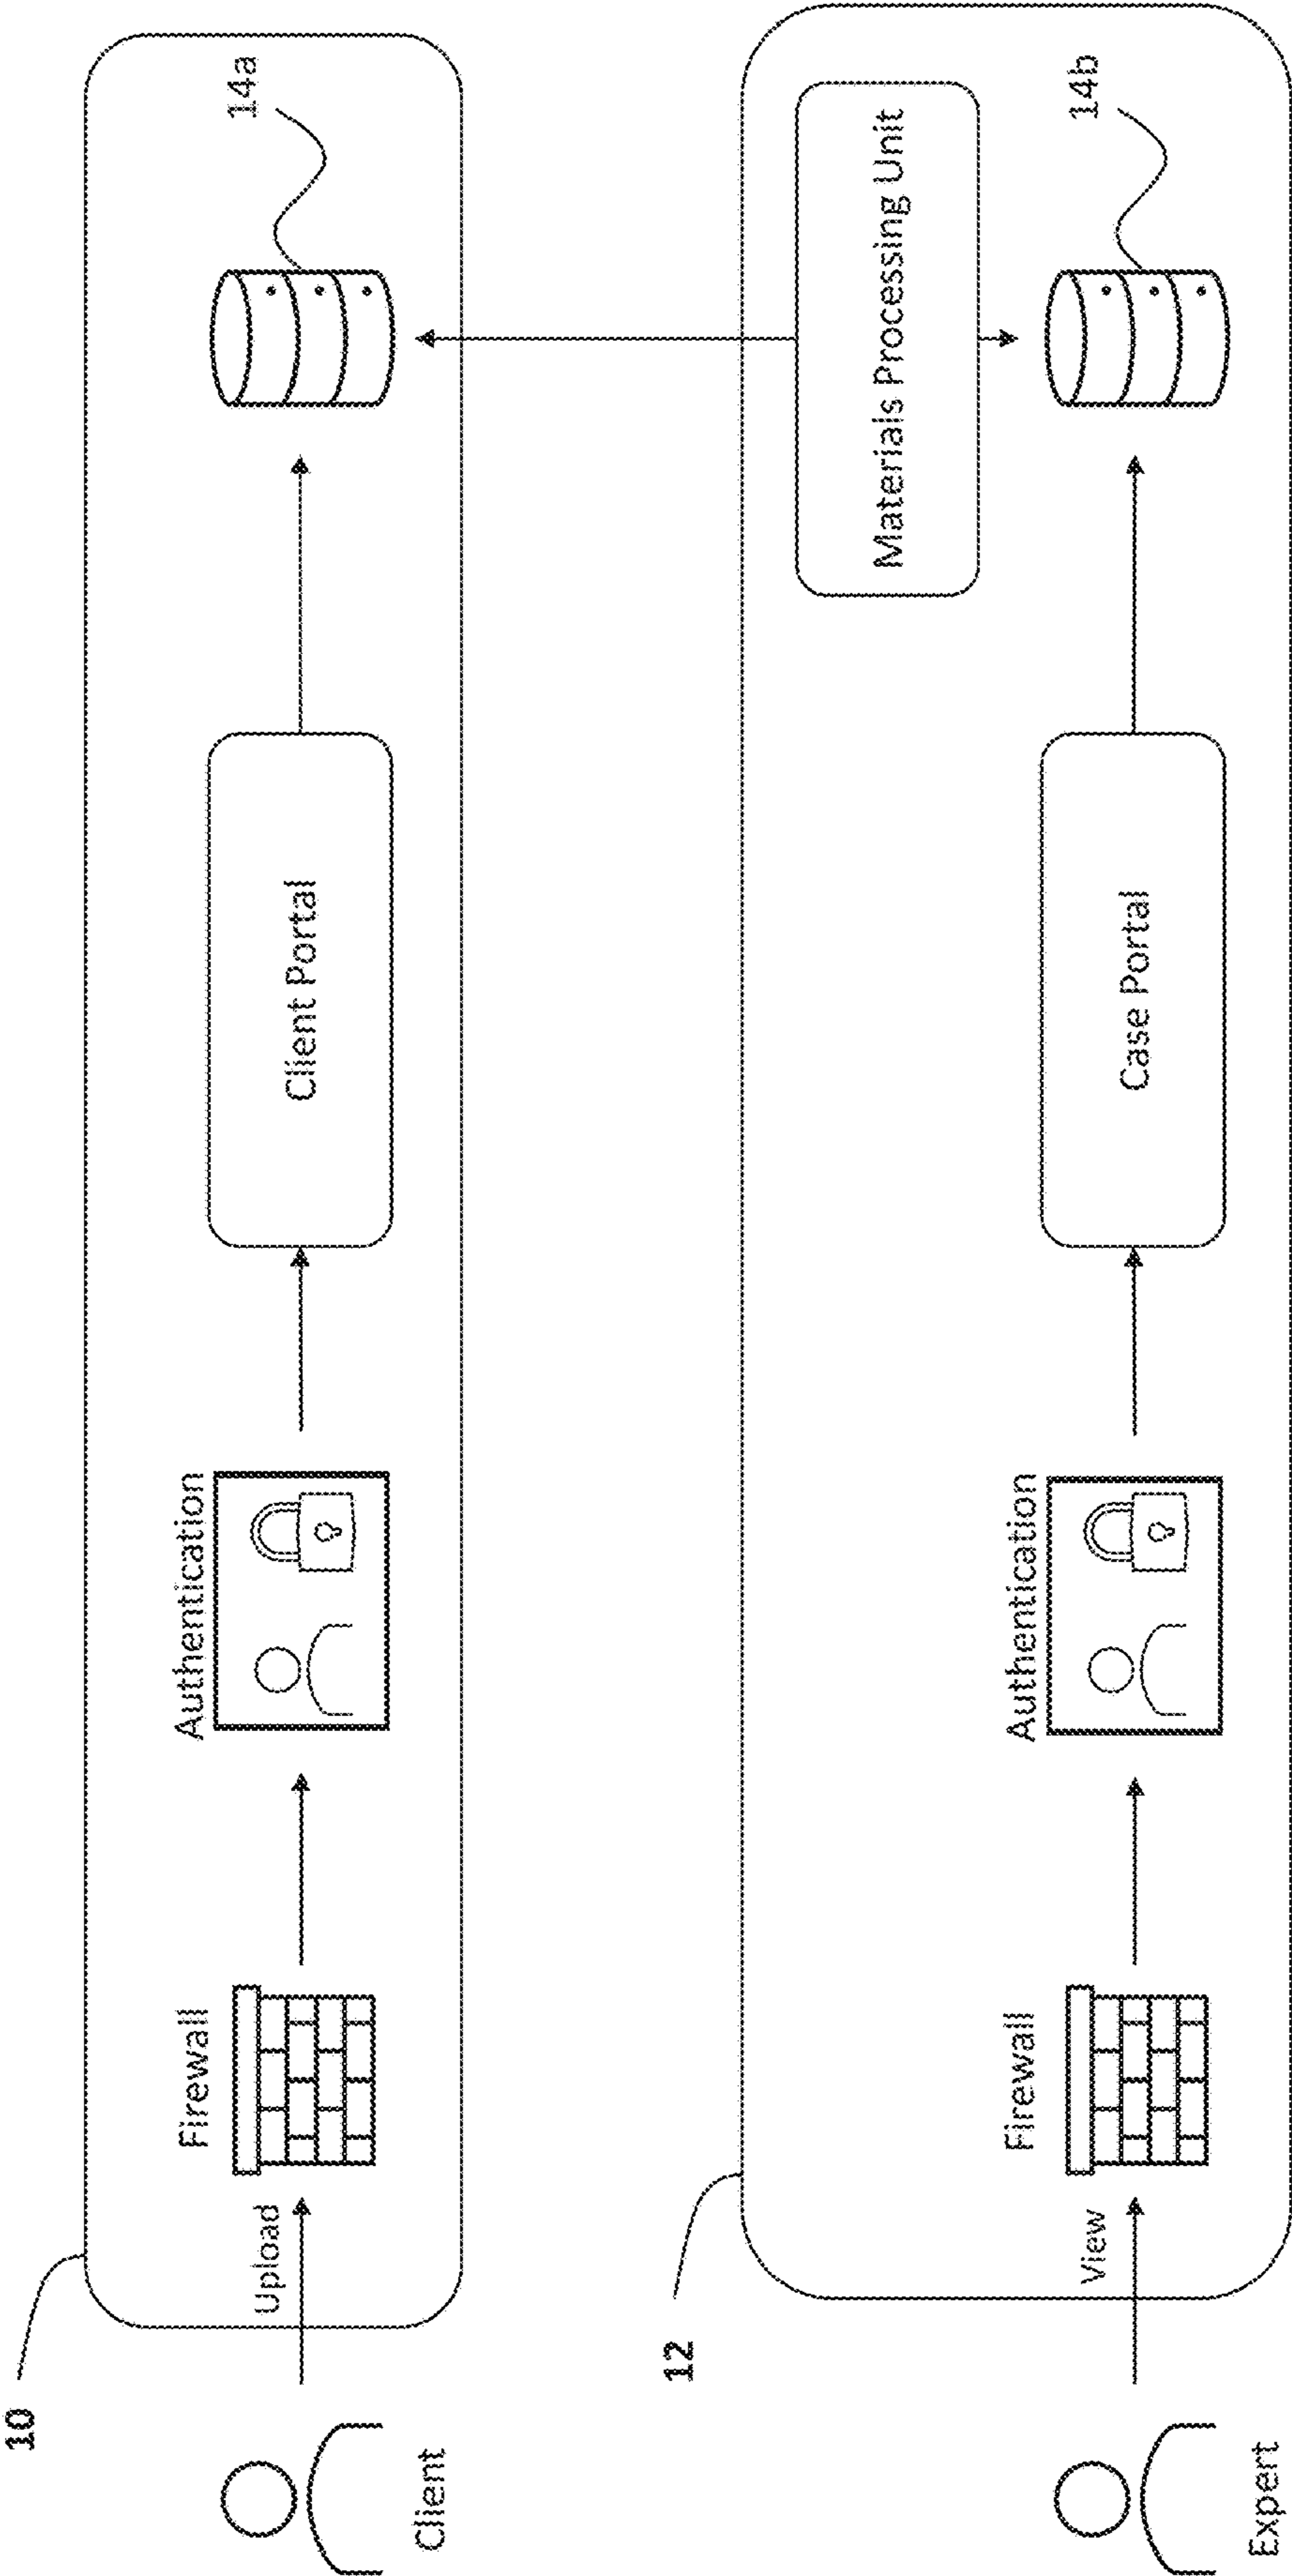 10
Client
Upload
Firewall
Authentication
Client Portal
14a
12
Expert
View
Firewall
Authentication
Case Portal
Materials Processing Unit
14b